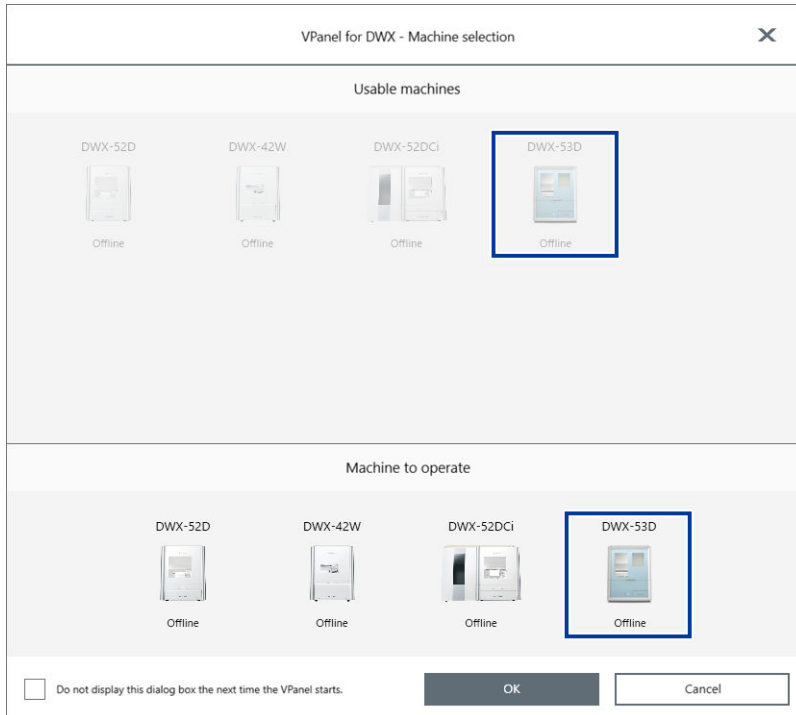 VPanel for DWX - Machine selection
Usable machines
DWX-52D DWX-42W DWX-52DCi DWX-53D
Offline Offline Offline Offline
Machine to operate
DWX-52D DWX-42W DWX-52DCi DWX-53D
Offline Offline Offline Offline
Do not display this dialog box the next time the VPanel starts. OK Cancel